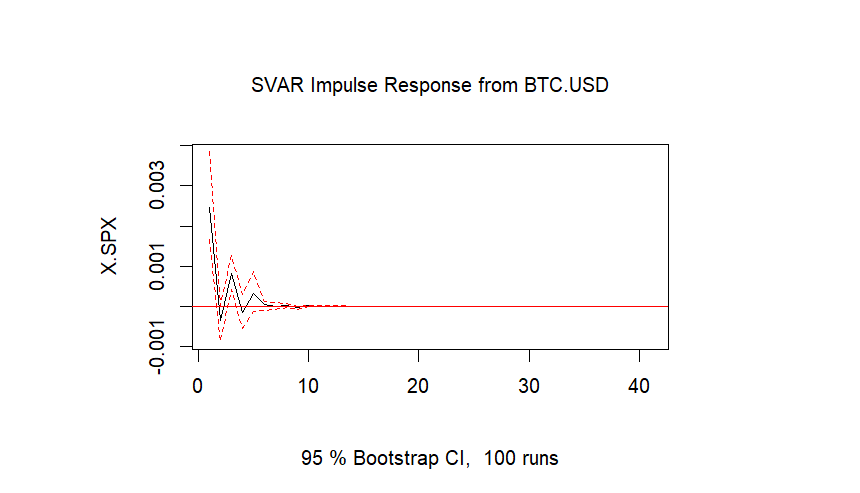 SVAR Impulse Response from BTC.USD
X.SPX
0.003
0.001
-0.001
0 10 20 30 40
95 % Bootstrap CI, 100 runs